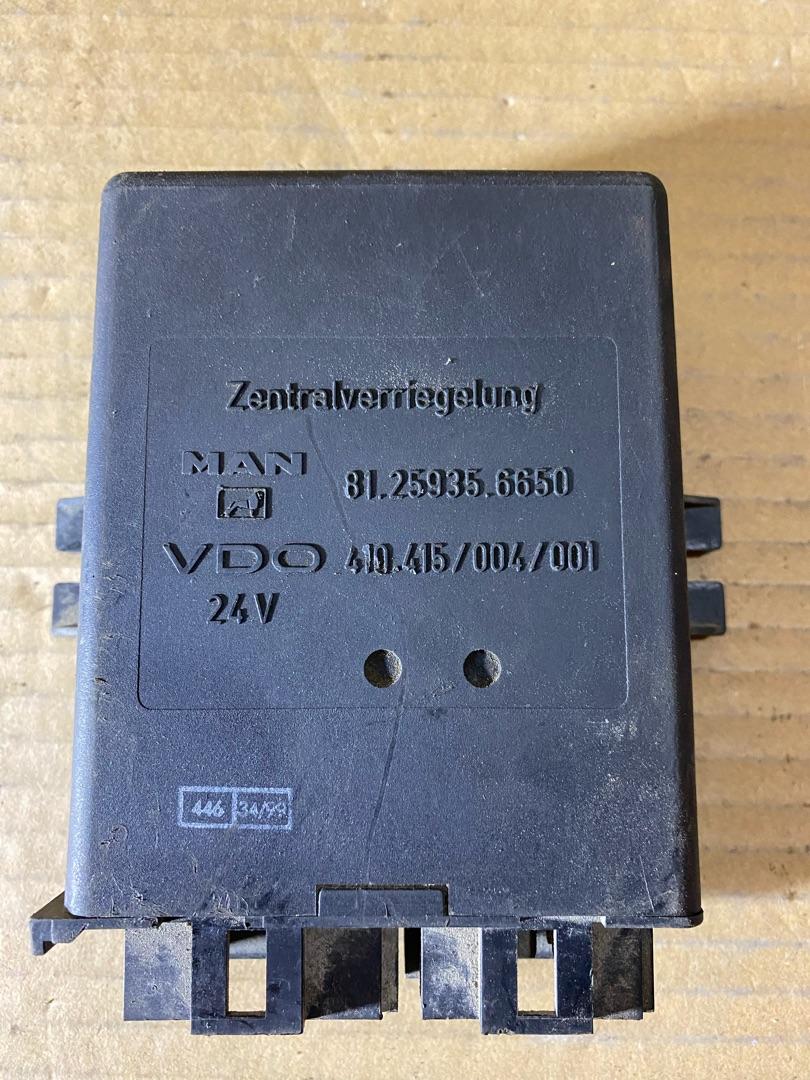 Zentralverriegelung
MAN 81.25935.6650
VDO 410.415/004/001
24V
446 34/99